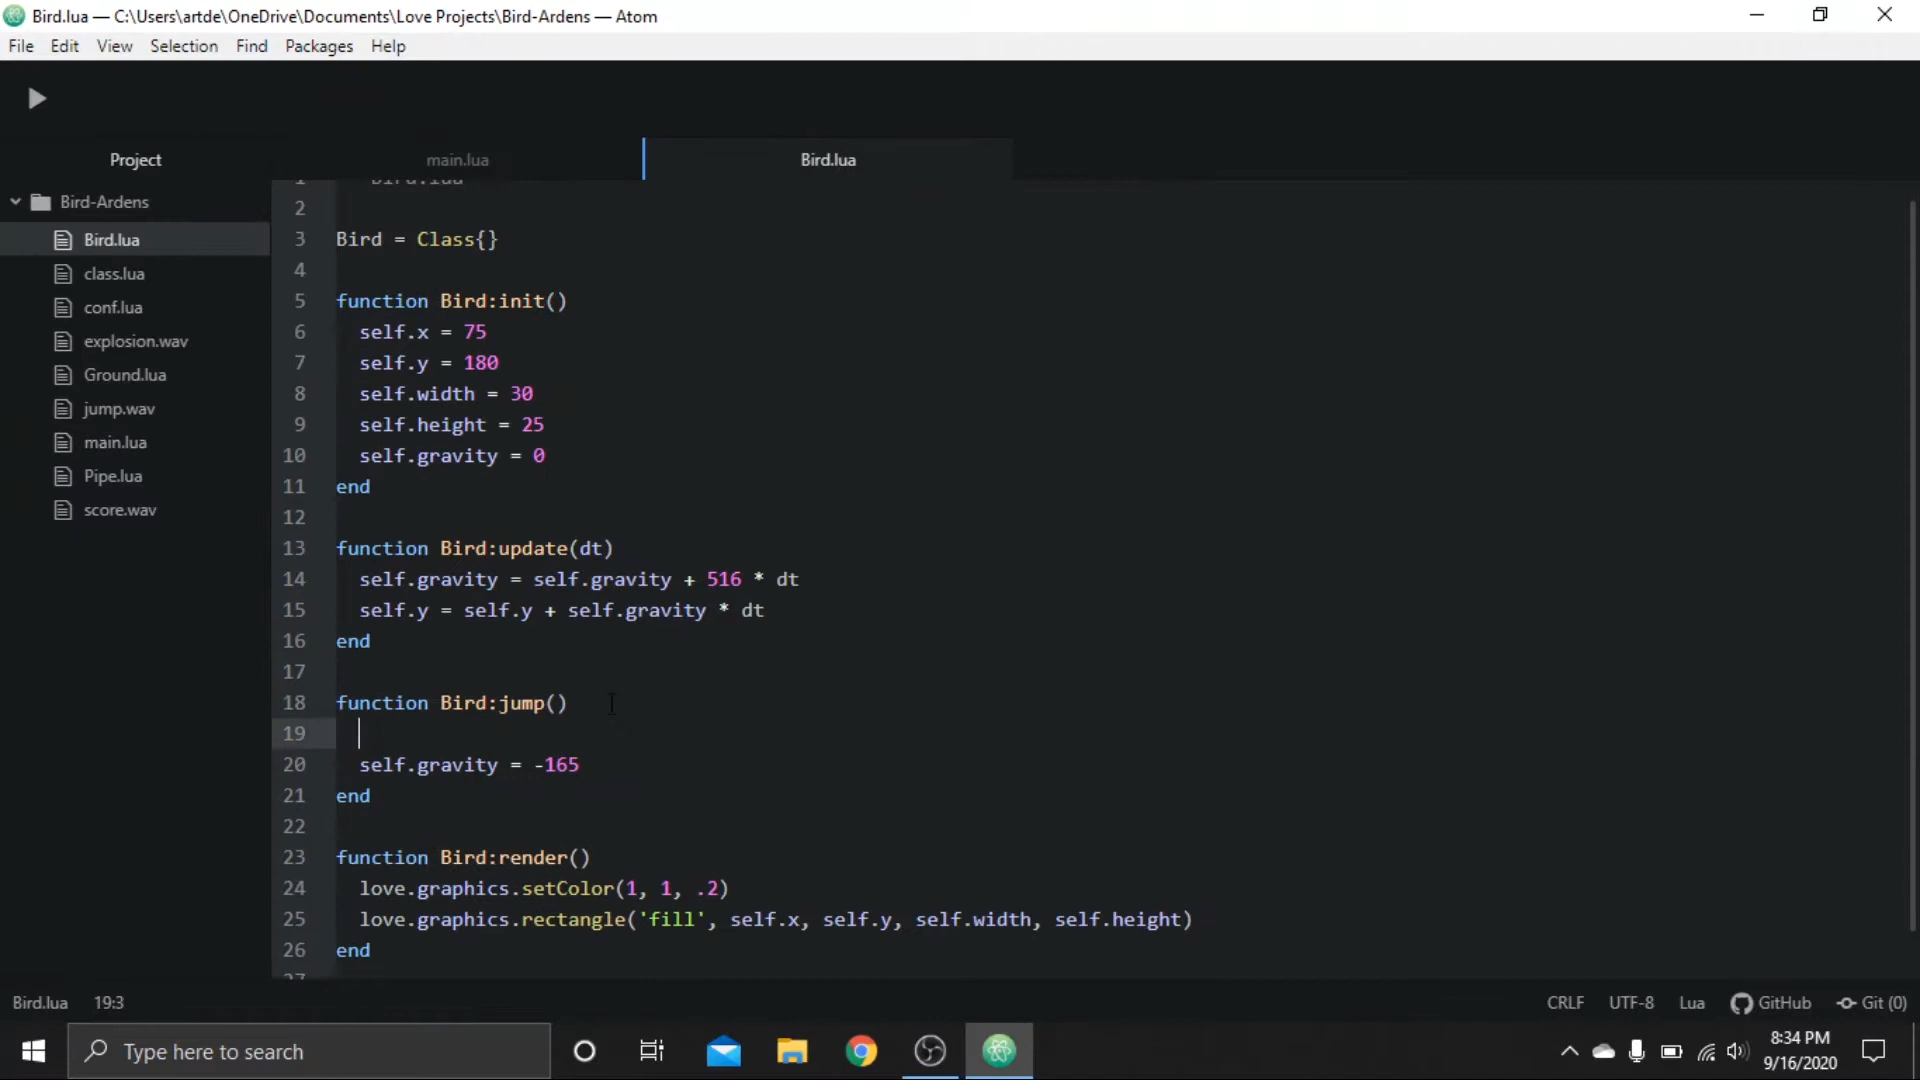 Bird.lua — C:\Users\artde\OneDrive\Documents\Love Projects\Bird-Ardens — Atom
File Edit View Selection Find Packages Help
Project main.lua Bird.lua
Bird-Ardens
Bird.lua
class.lua
conf.lua
explosion.wav
Ground.lua
jump.wav
main.lua
Pipe.lua
score.wav
1 Bird.lua
2
3 Bird = Class{}
4
5 function Bird:init()
6 self.x = 75
7 self.y = 180
8 self.width = 30
9 self.height = 25
10 self.gravity = 0
11 end
12
13 function Bird:update(dt)
14 self.gravity = self.gravity + 516 * dt
15 self.y = self.y + self.gravity * dt
16 end
17
18 function Bird:jump()
19
20 self.gravity = -165
21 end
22
23 function Bird:render()
24 love.graphics.setColor(1, 1, .2)
25 love.graphics.rectangle('fill', self.x, self.y, self.width, self.height)
26 end
27
Bird.lua 19:3 CRLF UTF-8 Lua GitHub Git (0)
Type here to search
8:34 PM
9/16/2020